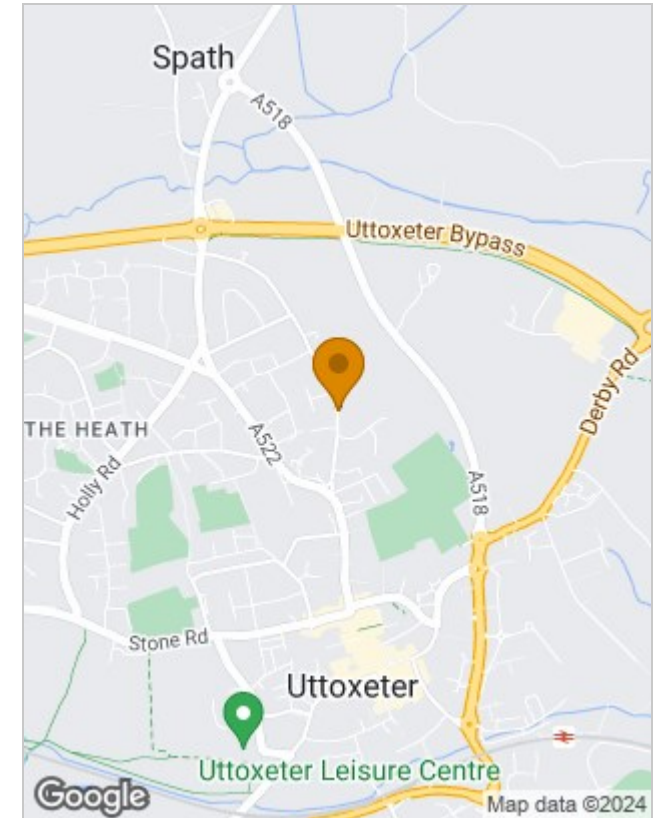 Spath
A518
Uttoxeter Bypass
Derby Rd
THE HEATH
A522
Holly Rd
A518
Stone Rd
Uttoxeter
Uttoxeter Leisure Centre
Google
Map data ©2024